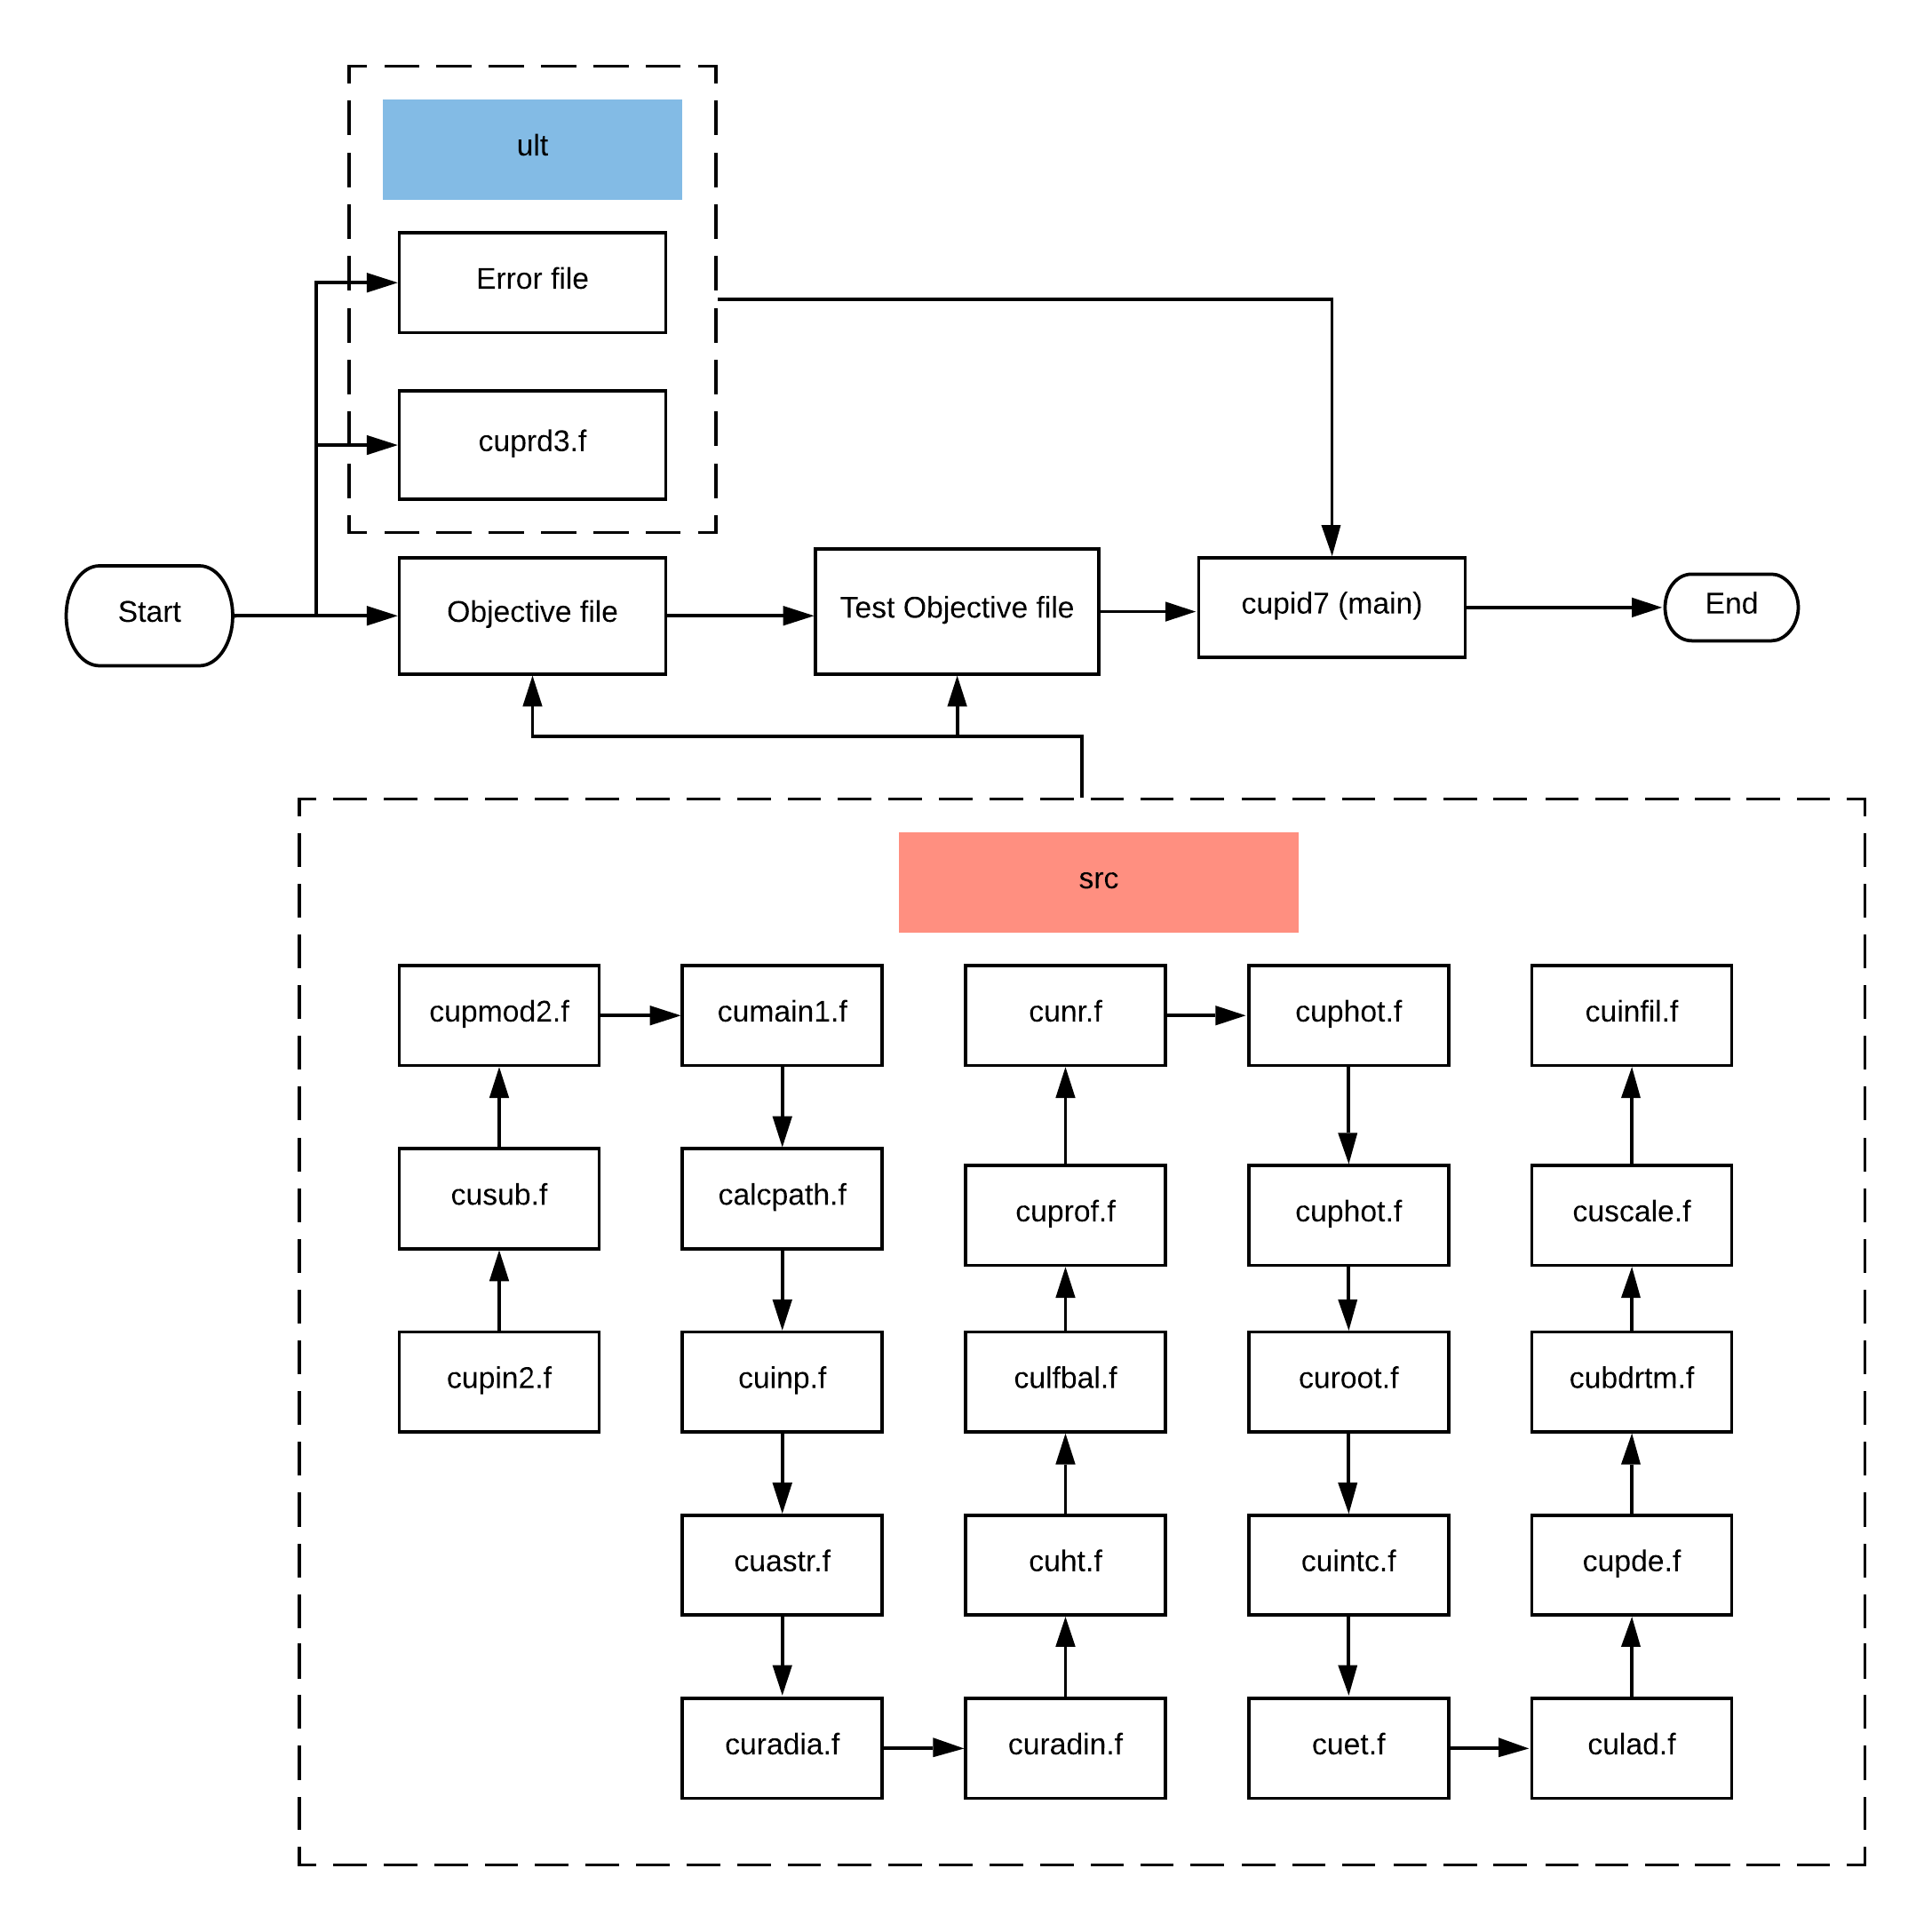 ult
Error file
cuprd3.f
Start
Objective file
Test Objective file
cupid7 (main)
End
src
cupmod2.f
cumain1.f
cunr.f
cuphot.f
cuinfil.f
cusub.f
calcpath.f
cuprof.f
cuphot.f
cuscale.f
cupin2.f
cuinp.f
culfbal.f
curoot.f
cubdrtm.f
cuastr.f
cuht.f
cuintc.f
cupde.f
curadia.f
curadin.f
cuet.f
culad.f